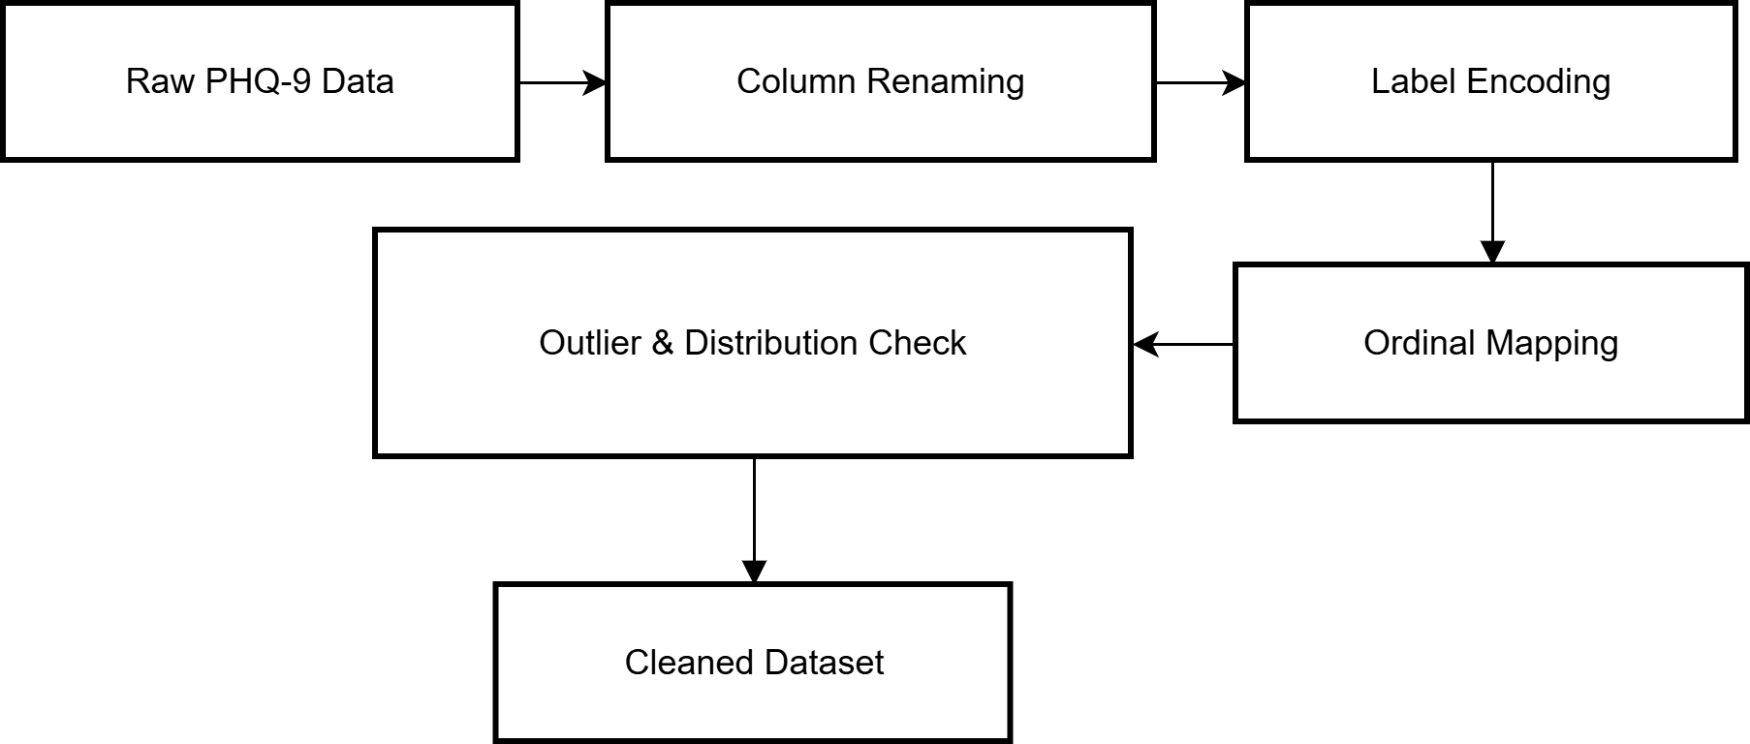 Raw PHQ-9 Data
Column Renaming
Label Encoding
Ordinal Mapping
Outlier & Distribution Check
Cleaned Dataset